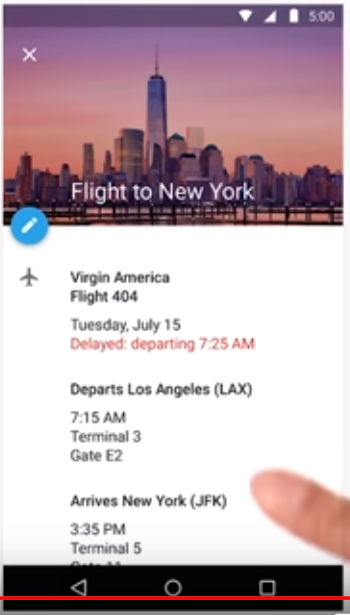 5:00
Flight to New York
Virgin America
Flight 404
Tuesday, July 15
Delayed: departing 7:25 AM
Departs Los Angeles (LAX)
7:15 AM
Terminal 3
Gate E2
Arrives New York (JFK)
3:35 PM
Terminal 5